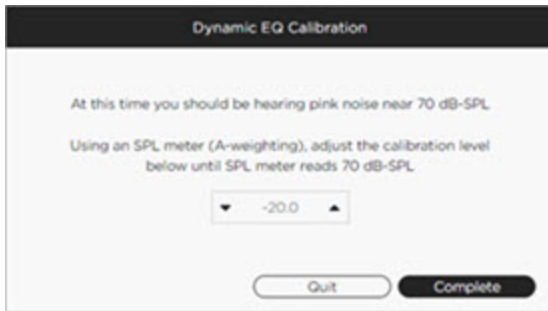 Dynamic EQ Calibration
At this time you should be hearing pink noise near 70 dB-SPL
Using an SPL meter (A-weighting), adjust the calibration level
below until SPL meter reads 70 dB-SPL
-20.0
Quit
Complete